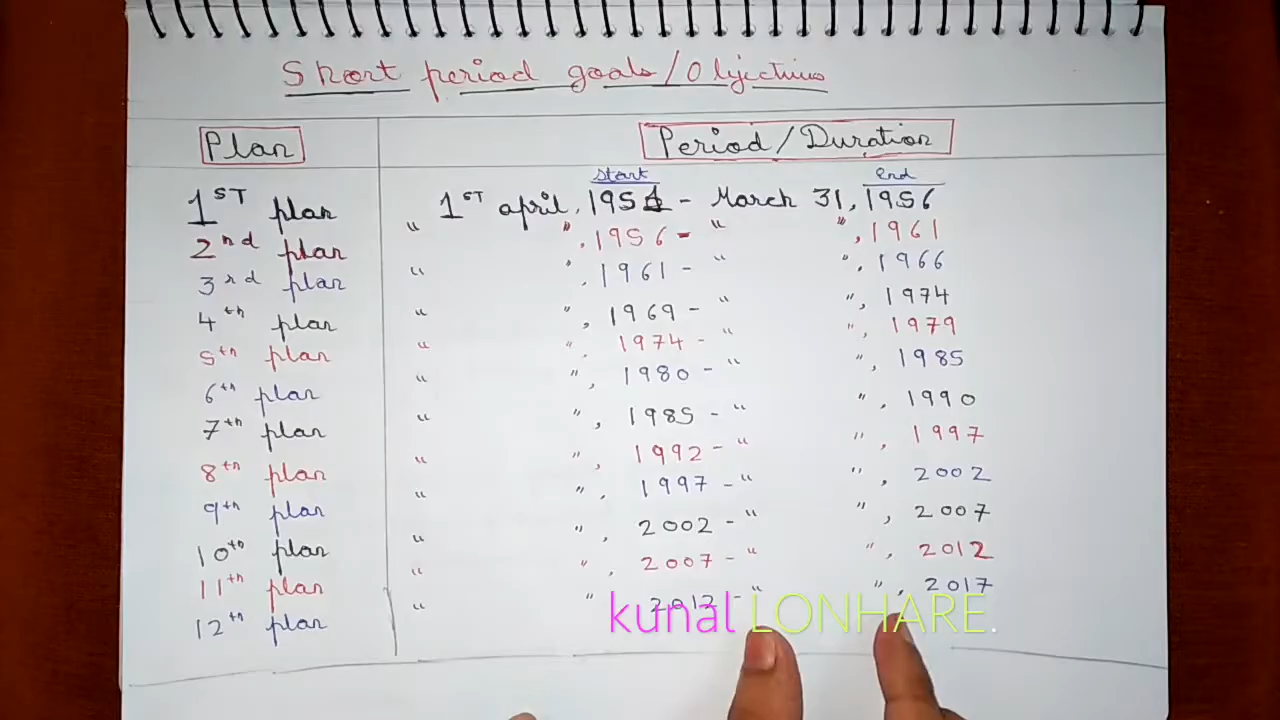 Short period goals/Objectives
Plan Period/Duration
start end
1ST plan 1ST april, 1951 - March 31, 1956
2nd plan " ", 1956 - " ", 1961
3rd plan " ", 1961 - " ", 1966
4th plan " ", 1969 - " ", 1974
5th plan " ", 1974 - " ", 1979
6th plan " ", 1980 - " ", 1985
7th plan " ", 1985 - " ", 1990
8th plan " ", 1992 - " ", 1997
9th plan " ", 1997 - " ", 2002
10th plan " ", 2002 - " ", 2007
11th plan " ", 2007 - " ", 2012
12th plan " ", 2012 - " ", 2017
kunal LONHARE.